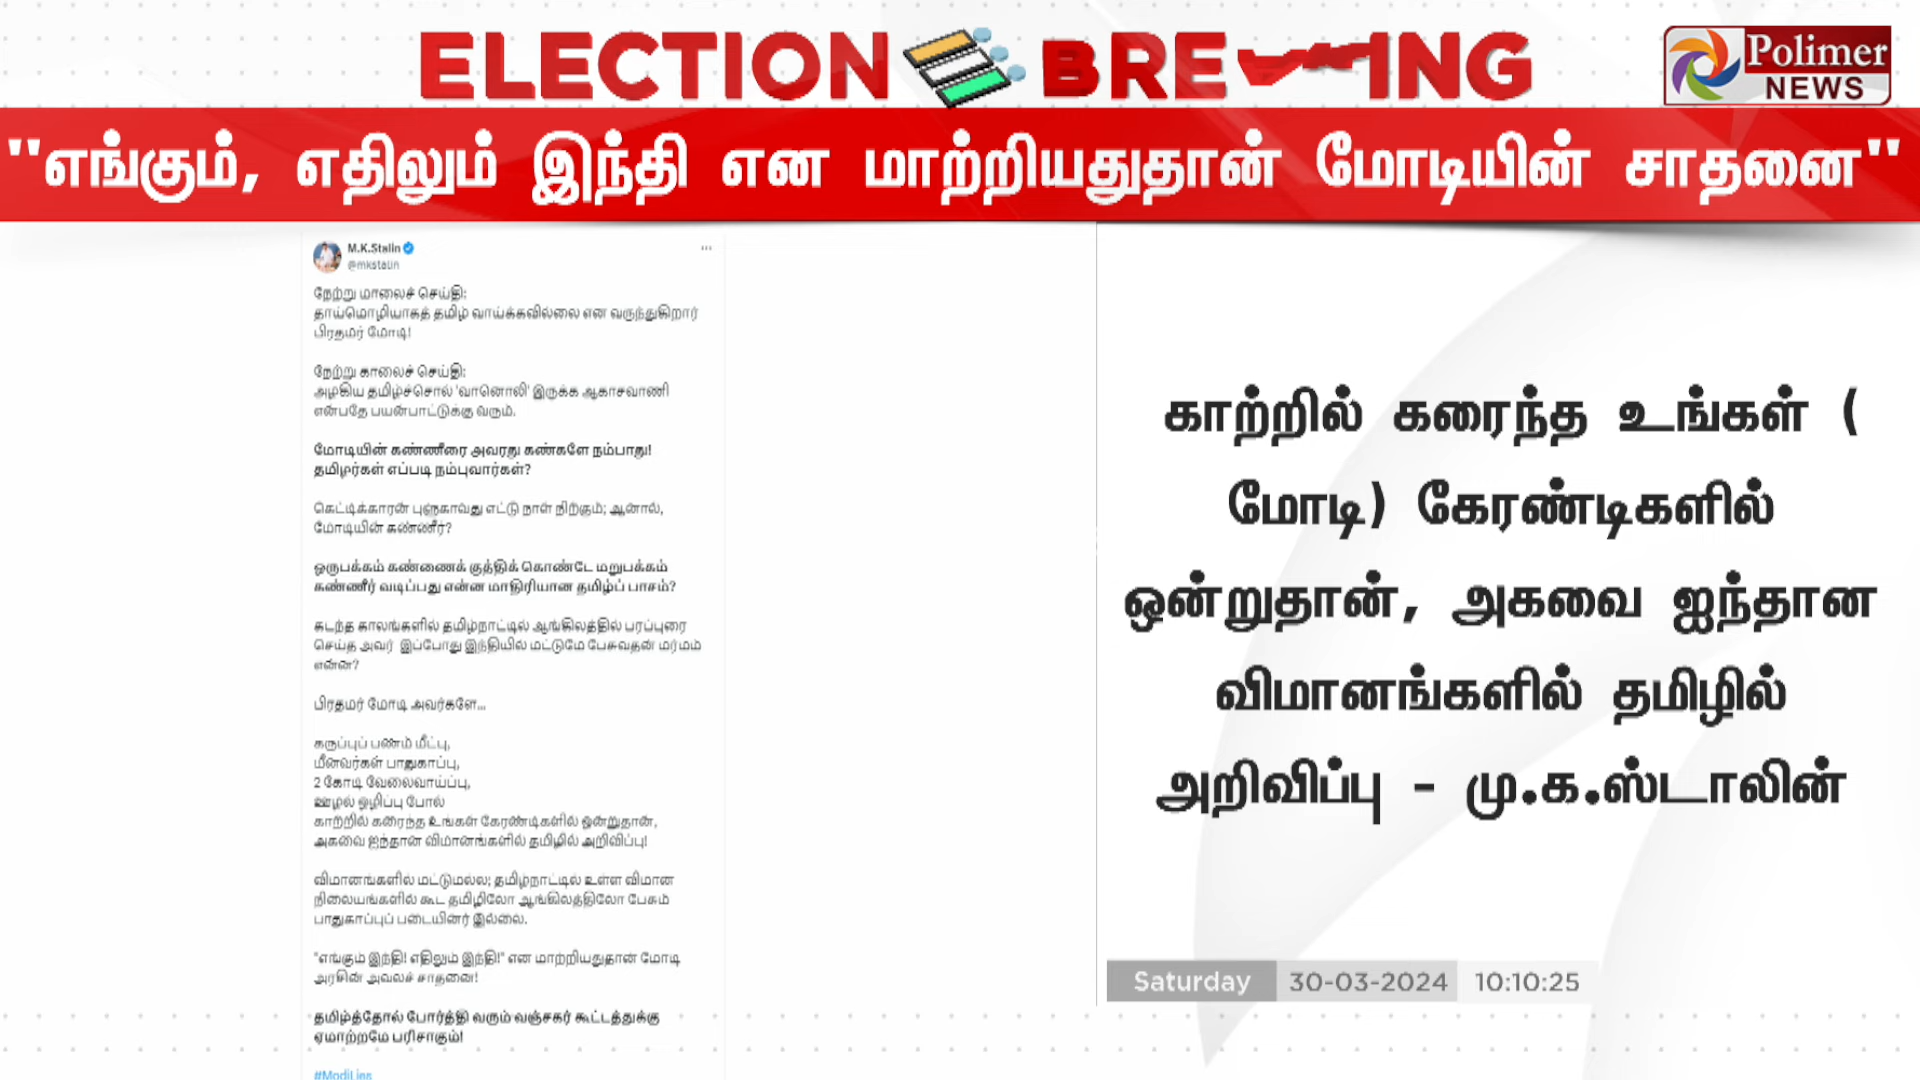 ELECTION BREAKING
Polimer
NEWS
"எங்கும், எதிலும் இந்தி என மாற்றியதுதான் மோடியின் சாதனை"
M.K.Stalin
@mkstalin
நேற்று மாலைச் செய்தி:
தாய்மொழியாகத் தமிழ் வாய்க்கவில்லை என வருந்துகிறார்
பிரதமர் மோடி!
நேற்று காலைச் செய்தி:
அழகிய தமிழ்ச்சொல் 'வானொலி' இருக்க ஆகாசவாணி
என்பதே பயன்பாட்டுக்கு வரும்.
மோடியின் கண்ணீரை அவரது கண்களே நம்பாது!
தமிழர்கள் எப்படி நம்புவார்கள்?
கெட்டிக்காரன் புளுகாவது எட்டு நாள் நிற்கும்; ஆனால்,
மோடியின் கண்ணீர்?
ஒருபக்கம் கண்ணைக் குத்திக் கொண்டே மறுபக்கம்
கண்ணீர் வடிப்பது என்ன மாதிரியான தமிழ்ப் பாசம்?
கடந்த காலங்களில் தமிழ்நாட்டில் ஆங்கிலத்தில் பரப்புரை
செய்த அவர் இப்போது இந்தியில் மட்டுமே பேசுவதன் மர்மம்
என்ன?
பிரதமர் மோடி அவர்களே...
கருப்புப் பணம் மீட்பு,
மீனவர்கள் பாதுகாப்பு,
2 கோடி வேலைவாய்ப்பு,
ஊழல் ஒழிப்பு போல்
காற்றில் கரைந்த உங்கள் கேரண்டிகளில் ஒன்றுதான்,
அகவை ஐந்தான விமானங்களில் தமிழில் அறிவிப்பு!
விமானங்களில் மட்டுமல்ல; தமிழ்நாட்டில் உள்ள விமான
நிலையங்களில் கூட தமிழிலோ ஆங்கிலத்திலோ பேசும்
பாதுகாப்புப் படையினர் இல்லை.
"எங்கும் இந்தி! எதிலும் இந்தி!" என மாற்றியதுதான் மோடி
அரசின் அவலச் சாதனை!
தமிழ்த்தோல் போர்த்தி வரும் வஞ்சகர் கூட்டத்துக்கு
ஏமாற்றமே பரிசாகும்!
#ModiLies
காற்றில் கரைந்த உங்கள் (
மோடி) கேரண்டிகளில்
ஒன்றுதான், அகவை ஐந்தான
விமானங்களில் தமிழில்
அறிவிப்பு - மு.க.ஸ்டாலின்
Saturday 30-03-2024 10:10:25